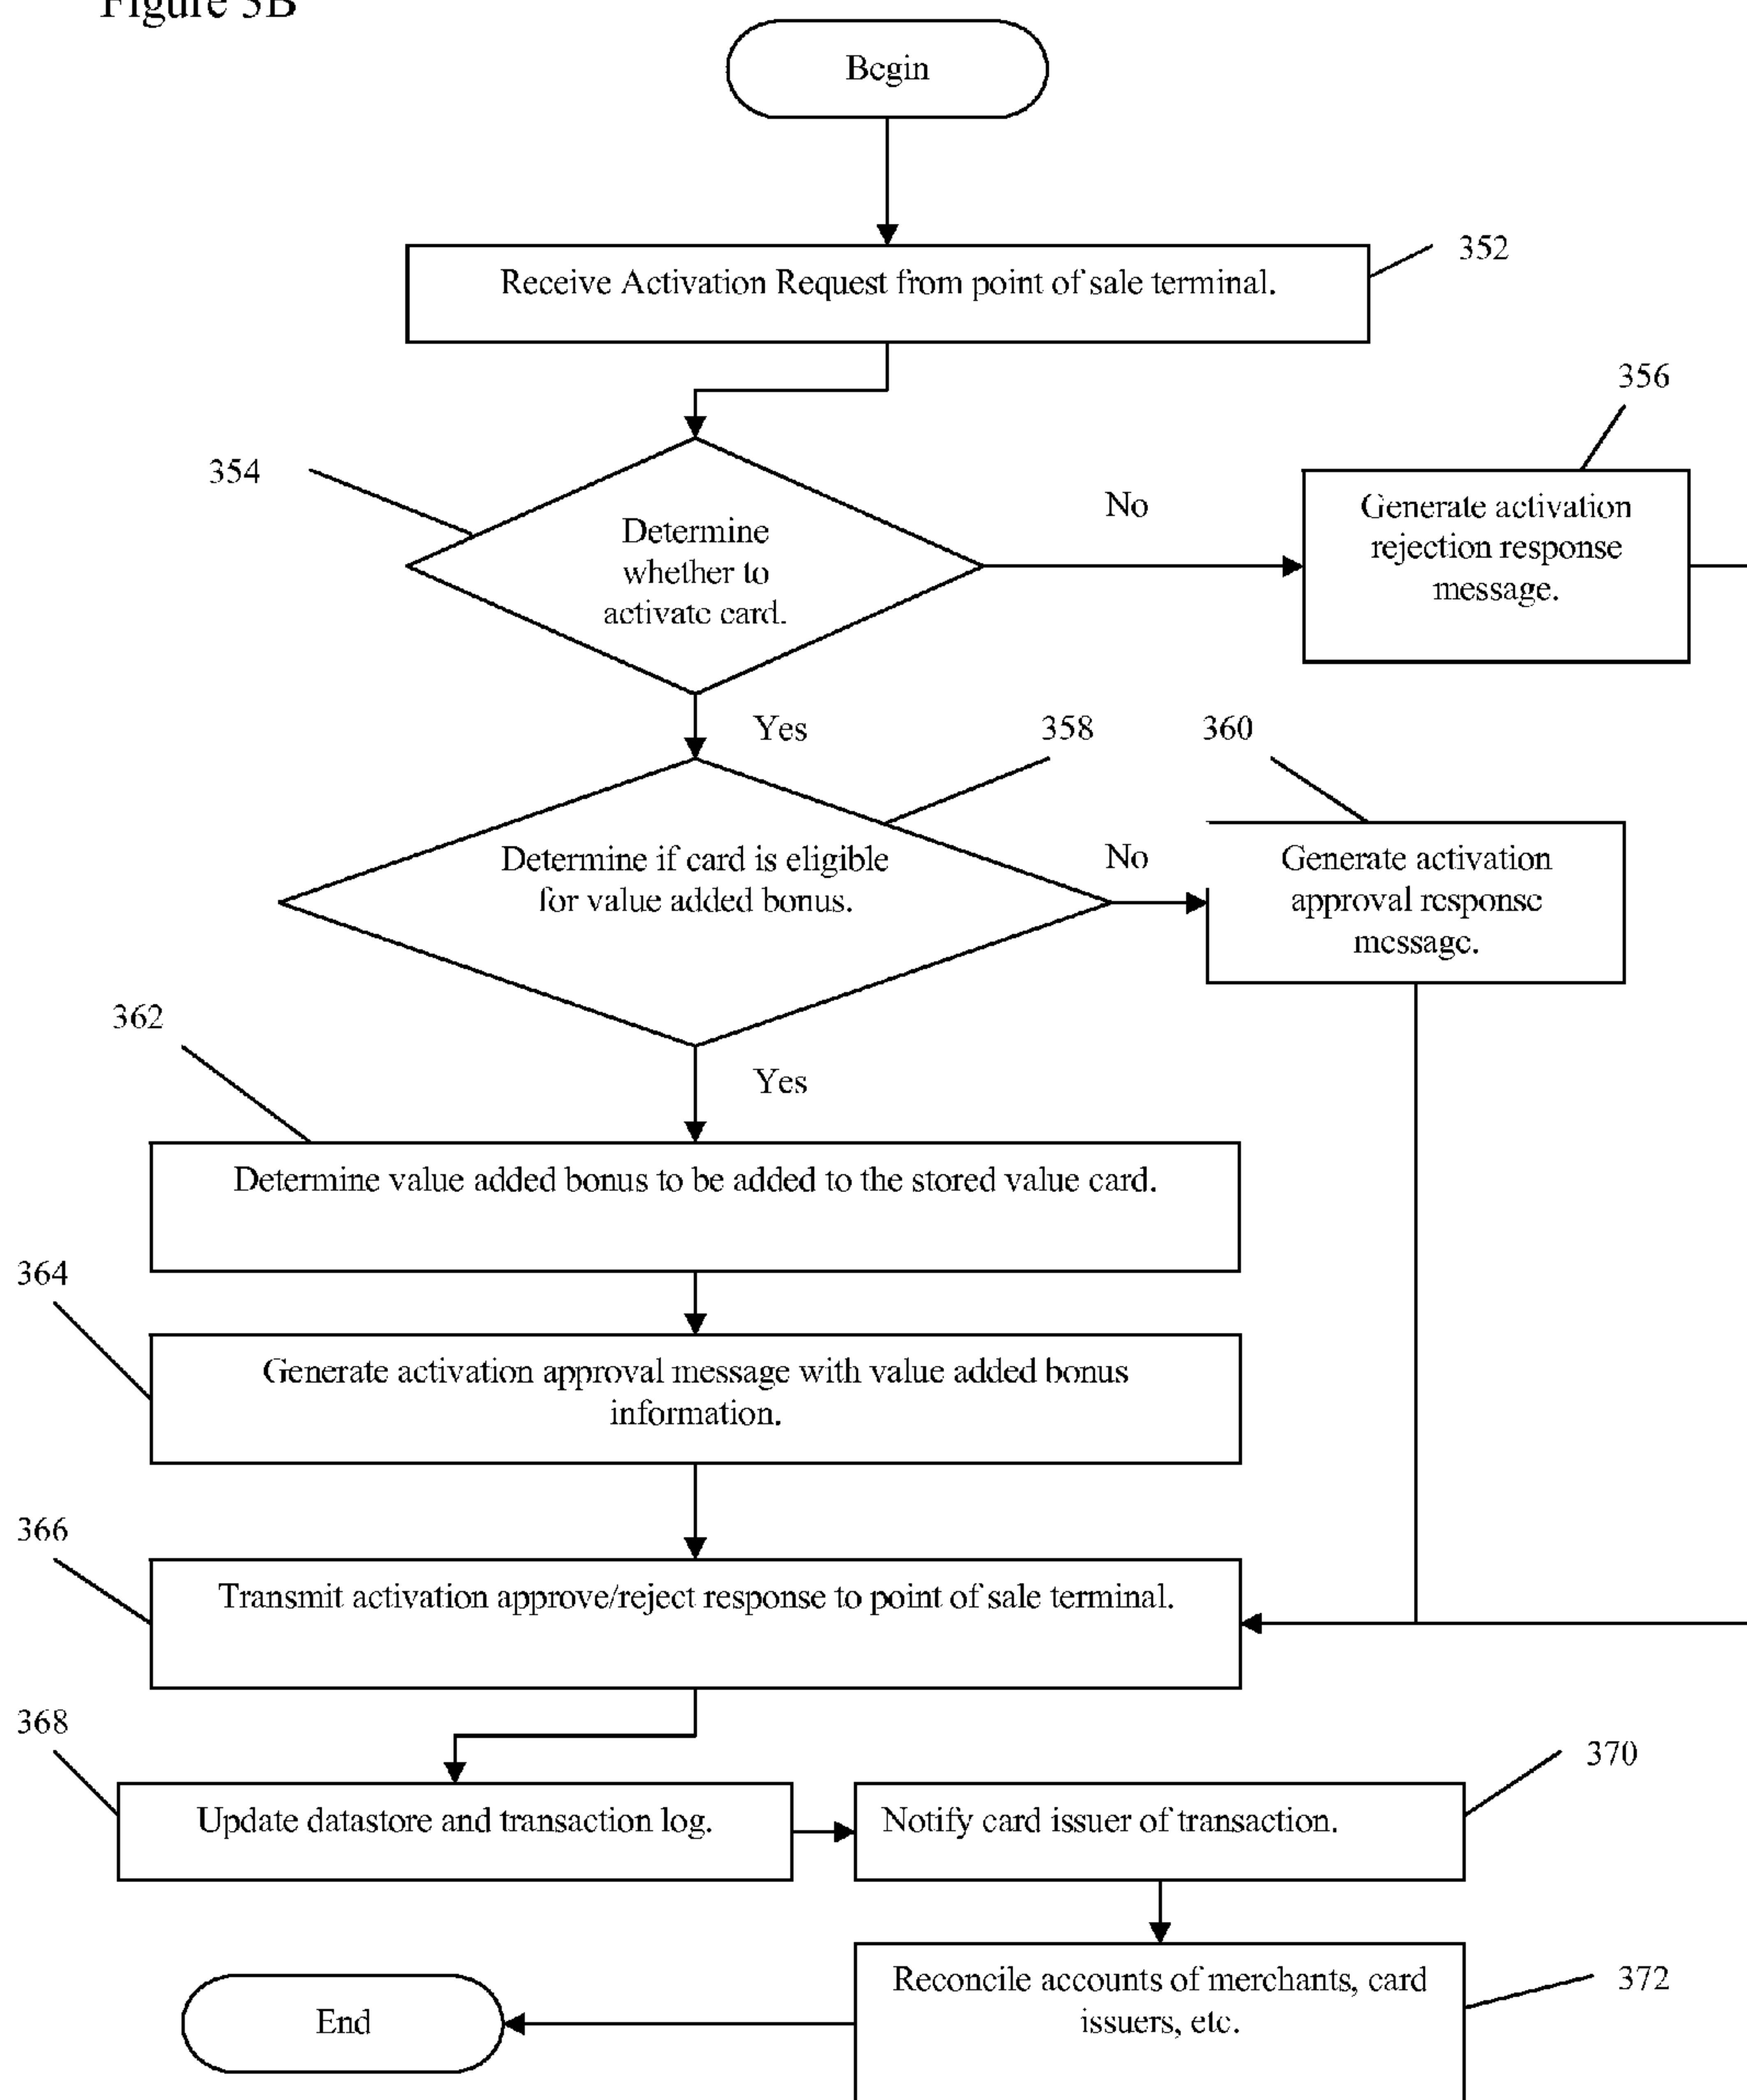 Figure 3B
Begin
352
Receive Activation Request from point of sale terminal.
356
354
No
Generate activation
rejection response
message.
Determine
whether to
activate card.
Yes
358
360
Determine if card is eligible
for value added bonus.
No
Generate activation
approval response
message.
362
Yes
Determine value added bonus to be added to the stored value card.
364
Generate activation approval message with value added bonus
information.
366
Transmit activation approve/reject response to point of sale terminal.
368
370
Update datastore and transaction log.
Notify card issuer of transaction.
Reconcile accounts of merchants, card
issuers, etc.
372
End